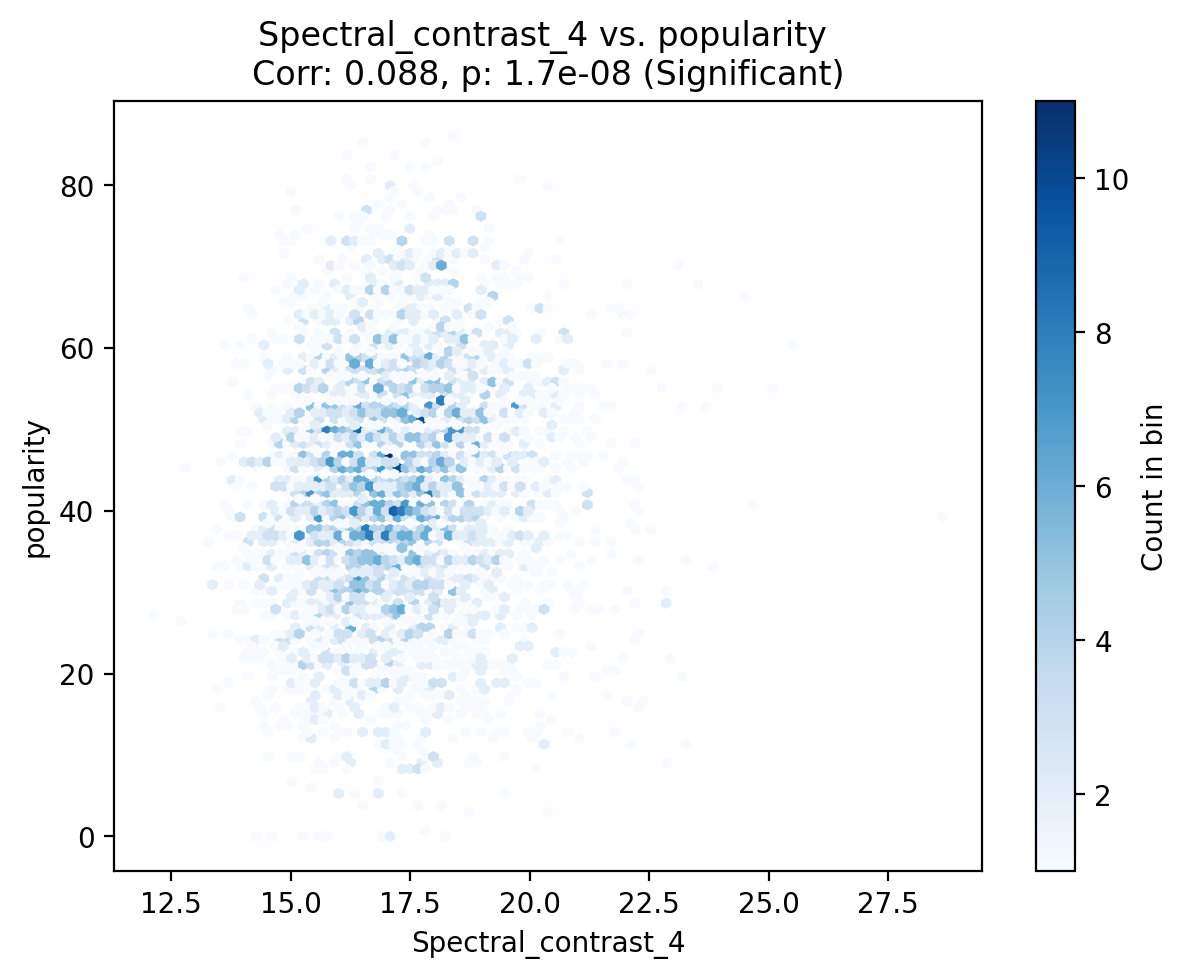 Spectral_contrast_4 vs. popularity
Corr: 0.088, p: 1.7e-08 (Significant)
popularity
80
60
40
20
0
12.5 15.0 17.5 20.0 22.5 25.0 27.5
Spectral_contrast_4
10
8
6
4
2
Count in bin